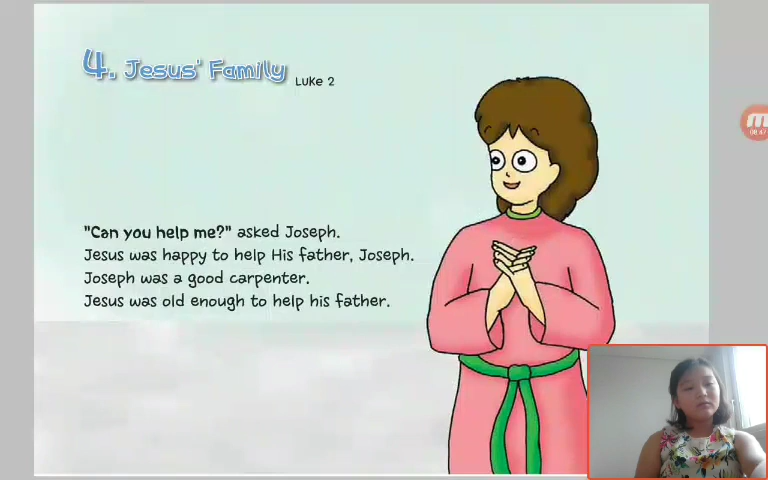 4. Jesus' Family
Luke 2
"Can you help me?" asked Joseph.
Jesus was happy to help His father, Joseph.
Joseph was a good carpenter.
Jesus was old enough to help his father.